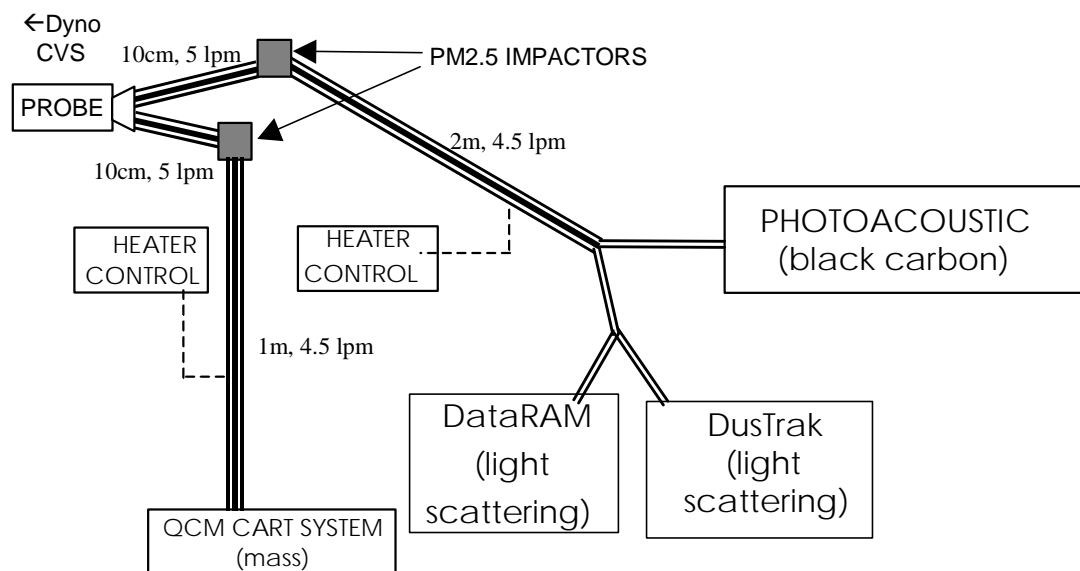 ←Dyno
CVS
10cm, 5 lpm
PM2.5 IMPACTORS
PROBE
2m, 4.5 lpm
10cm, 5 lpm
PHOTOACOUSTIC
(black carbon)
HEATER
CONTROL
HEATER
CONTROL
1m, 4.5 lpm
DataRAM
(light
scattering)
DusTrak
(light
scattering)
QCM CART SYSTEM
(mass)